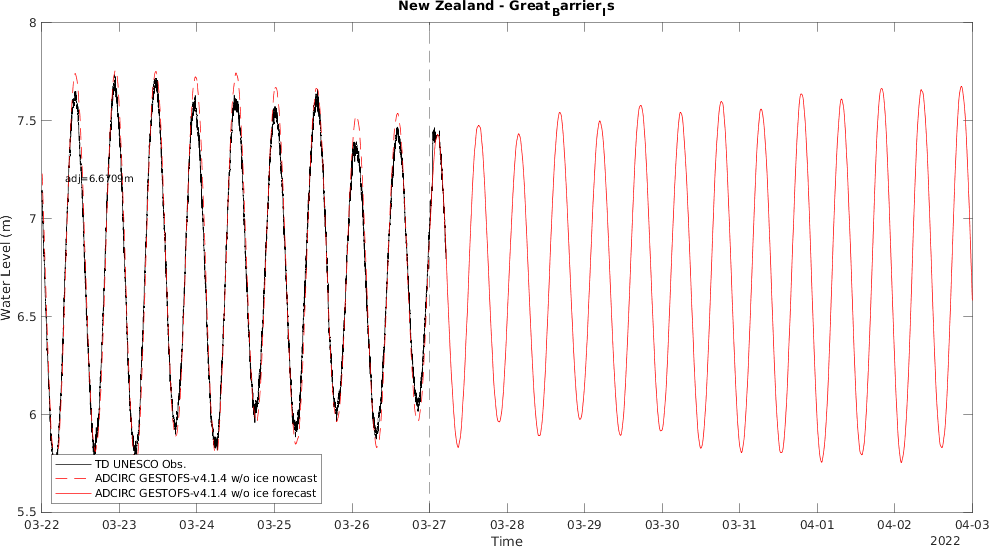 New Zealand - GreatBarrierIs
8
7.5
adj=6.6709m
7
Water Level (m)
6.5
6
TD UNESCO Obs.
ADCIRC GESTOFS-v4.1.4 w/o ice nowcast
ADCIRC GESTOFS-v4.1.4 w/o ice forecast
5.5
03-22 03-23 03-24 03-25 03-26 03-27 03-28 03-29 03-30 03-31 04-01 04-02 04-03
Time
2022